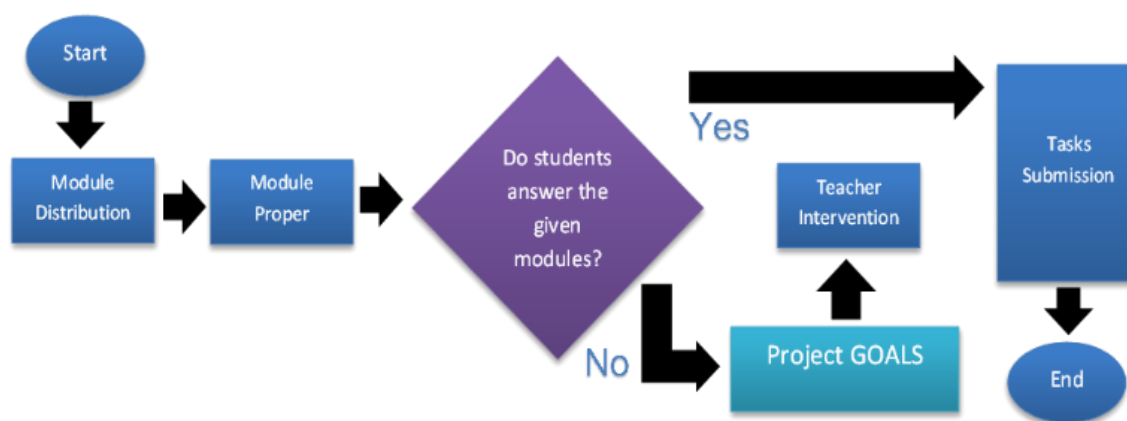 Start
Module
Distribution
Module
Proper
Do students
answer the
given
modules?
Yes
No
Project GOALS
Teacher
Intervention
Tasks
Submission
End